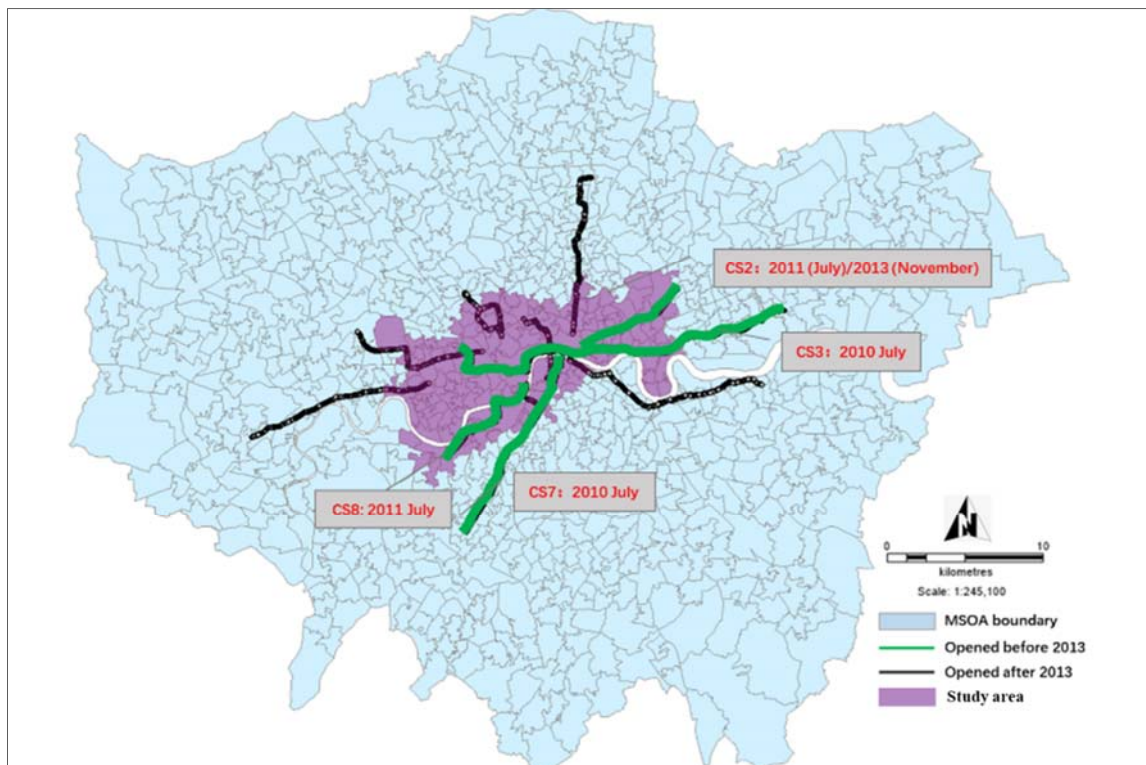 CS2：2011 (July)/2013 (November)
CS3：2010 July
CS7：2010 July
CS8: 2011 July
N
0 10
kilometres
Scale: 1:245,100
MSOA boundary
Opened before 2013
Opened after 2013
Study area